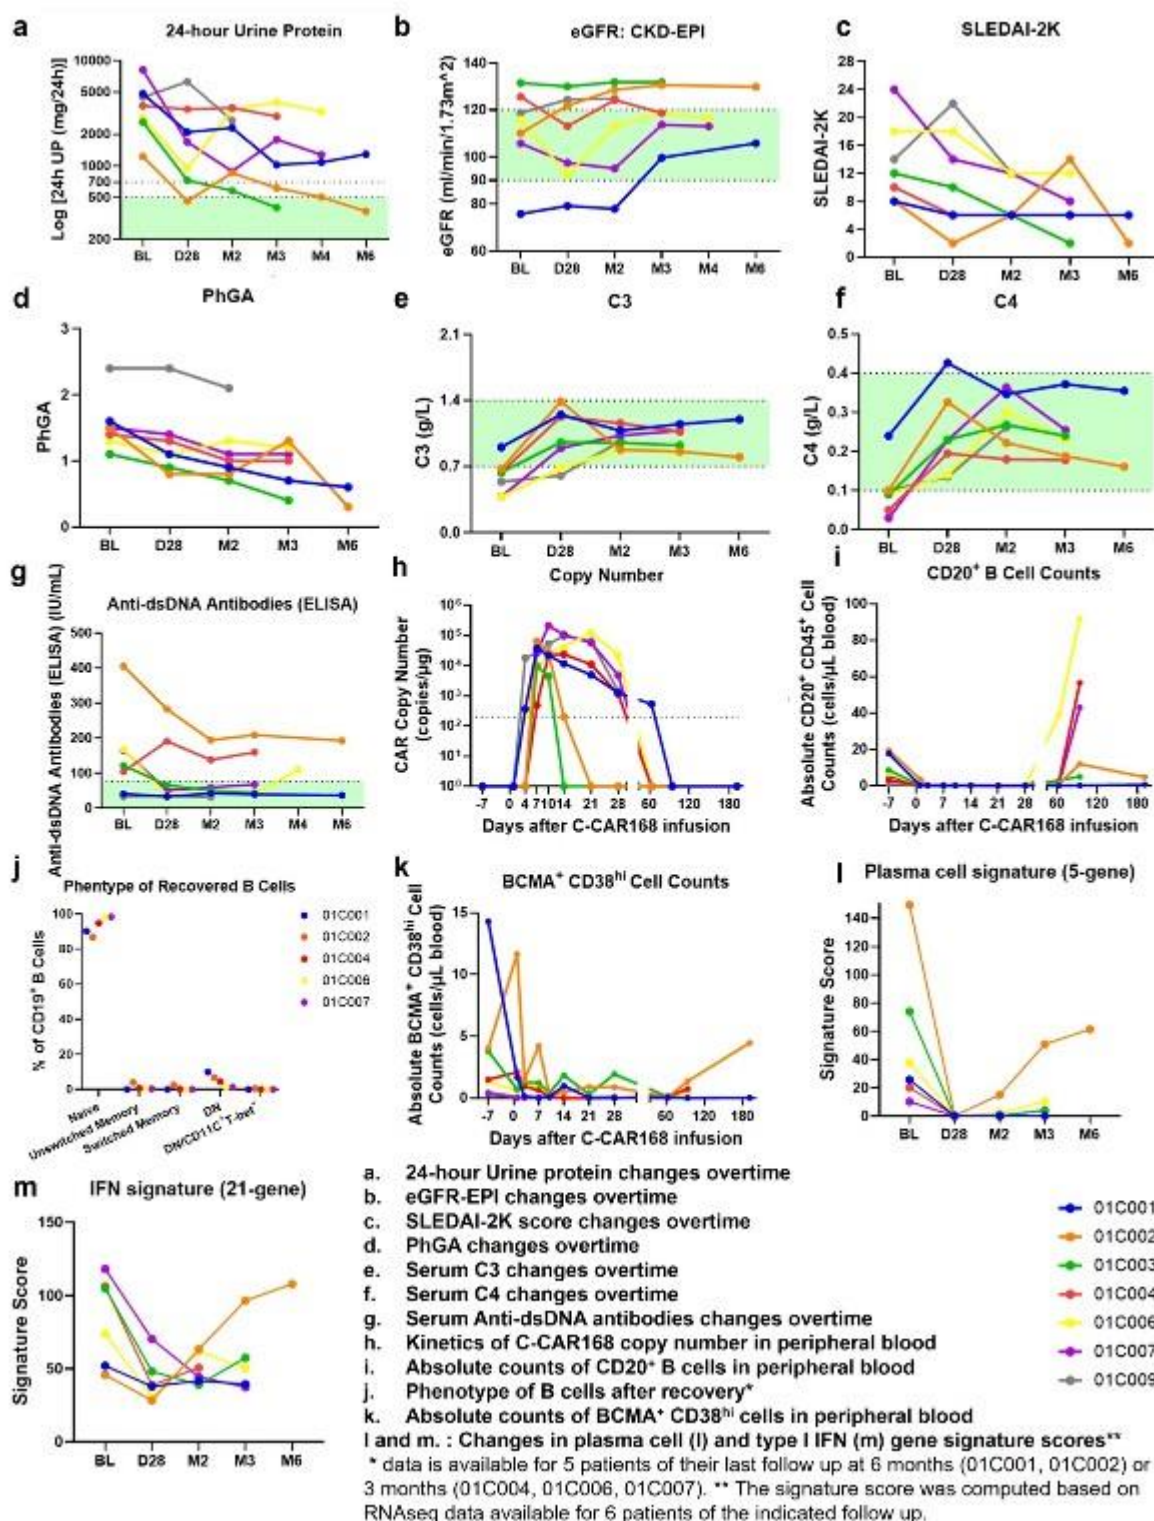 a
24-hour Urine Protein
Log [24h UP (mg/24h)]
10000
5000
2000
1000
700
500
200
BL D28 M2 M3 M4 M6
b
eGFR: CKD-EPI
eGFR (ml/min/1.73m^2)
140
120
100
90
80
60
BL D28 M2 M3 M4 M6
c
SLEDAI-2K
SLEDAI-2K
28
24
20
16
12
8
4
0
BL D28 M2 M3 M6
d
PhGA
PhGA
3
2
1
0
BL D28 M2 M3 M6
e
C3
C3 (g/L)
2.1
1.4
0.7
0.0
BL D28 M2 M3 M6
f
C4
C4 (g/L)
0.5
0.4
0.3
0.2
0.1
0.0
BL D28 M2 M3 M6
g
Anti-dsDNA Antibodies (ELISA)
Anti-dsDNA Antibodies (ELISA) (IU/mL)
500
400
300
200
100
0
BL D28 M2 M3 M4 M6
h
Copy Number
CAR Copy Number
(copies/μg)
10⁶
10⁵
10⁴
10³
10²
10¹
10⁰
-7 0 4 7 10 14 21 28 60 120 180
Days after C-CAR168 infusion
i
CD20⁺ B Cell Counts
Absolute CD20⁺ CD45⁺ Cell
Counts (cells/μL blood)
100
80
60
40
20
0
-7 0 7 14 21 28 60 120 180
Days after C-CAR168 infusion
j
Phentype of Recovered B Cells
% of CD19⁺ B Cells
100
80
60
40
20
0
Naive
Unswitched Memory
Switched Memory
DN
DN/CD11C⁺ T-bet⁺
01C001
01C002
01C004
01C006
01C007
k
BCMA⁺ CD38ʰⁱ Cell Counts
Absolute BCMA⁺ CD38ʰⁱ Cell
Counts (cells/μL blood)
15
10
5
0
-7 0 7 14 21 28 60 90 120 180
Days after C-CAR168 infusion
l
Plasma cell signature (5-gene)
Signature Score
140
120
100
80
60
40
20
0
BL D28 M2 M3 M6
m
IFN signature (21-gene)
Signature Score
150
100
50
0
BL D28 M2 M3 M6
a. 24-hour Urine protein changes overtime
b. eGFR-EPI changes overtime
c. SLEDAI-2K score changes overtime
d. PhGA changes overtime
e. Serum C3 changes overtime
f. Serum C4 changes overtime
g. Serum Anti-dsDNA antibodies changes overtime
h. Kinetics of C-CAR168 copy number in peripheral blood
i. Absolute counts of CD20⁺ B cells in peripheral blood
j. Phenotype of B cells after recovery*
k. Absolute counts of BCMA⁺ CD38ʰⁱ cells in peripheral blood
l and m. : Changes in plasma cell (l) and type I IFN (m) gene signature scores**
* data is available for 5 patients of their last follow up at 6 months (01C001, 01C002) or
3 months (01C004, 01C006, 01C007). ** The signature score was computed based on
RNAseq data available for 6 patients of the indicated follow up.
01C001
01C002
01C003
01C004
01C006
01C007
01C009